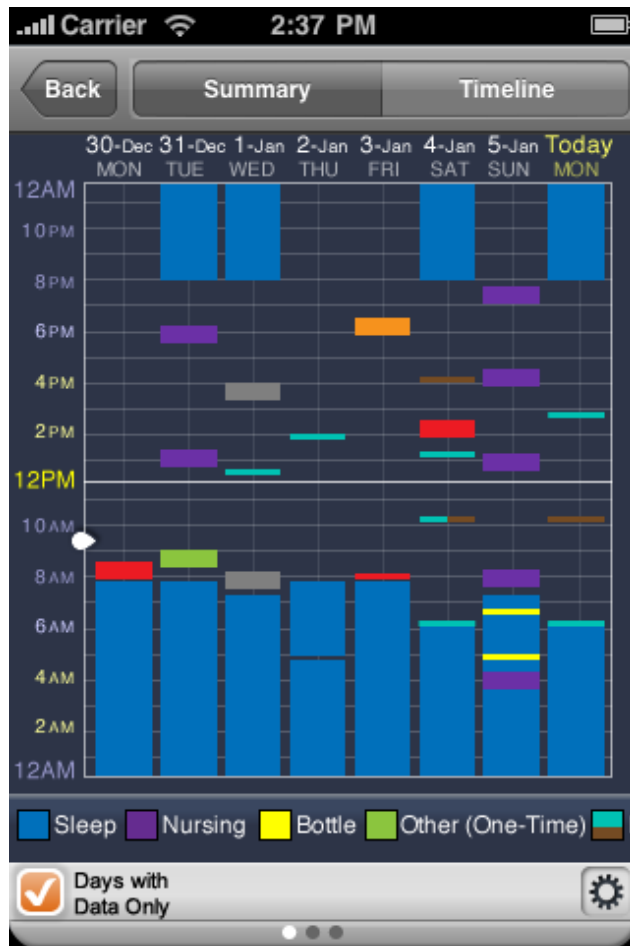 Carrier 2:37 PM
Back Summary Timeline
30-Dec 31-Dec 1-Jan 2-Jan 3-Jan 4-Jan 5-Jan Today
MON TUE WED THU FRI SAT SUN MON
12AM
10PM
8PM
6PM
4PM
2PM
12PM
10AM
8AM
6AM
4AM
2AM
12AM
Sleep Nursing Bottle Other (One-Time)
Days with
Data Only